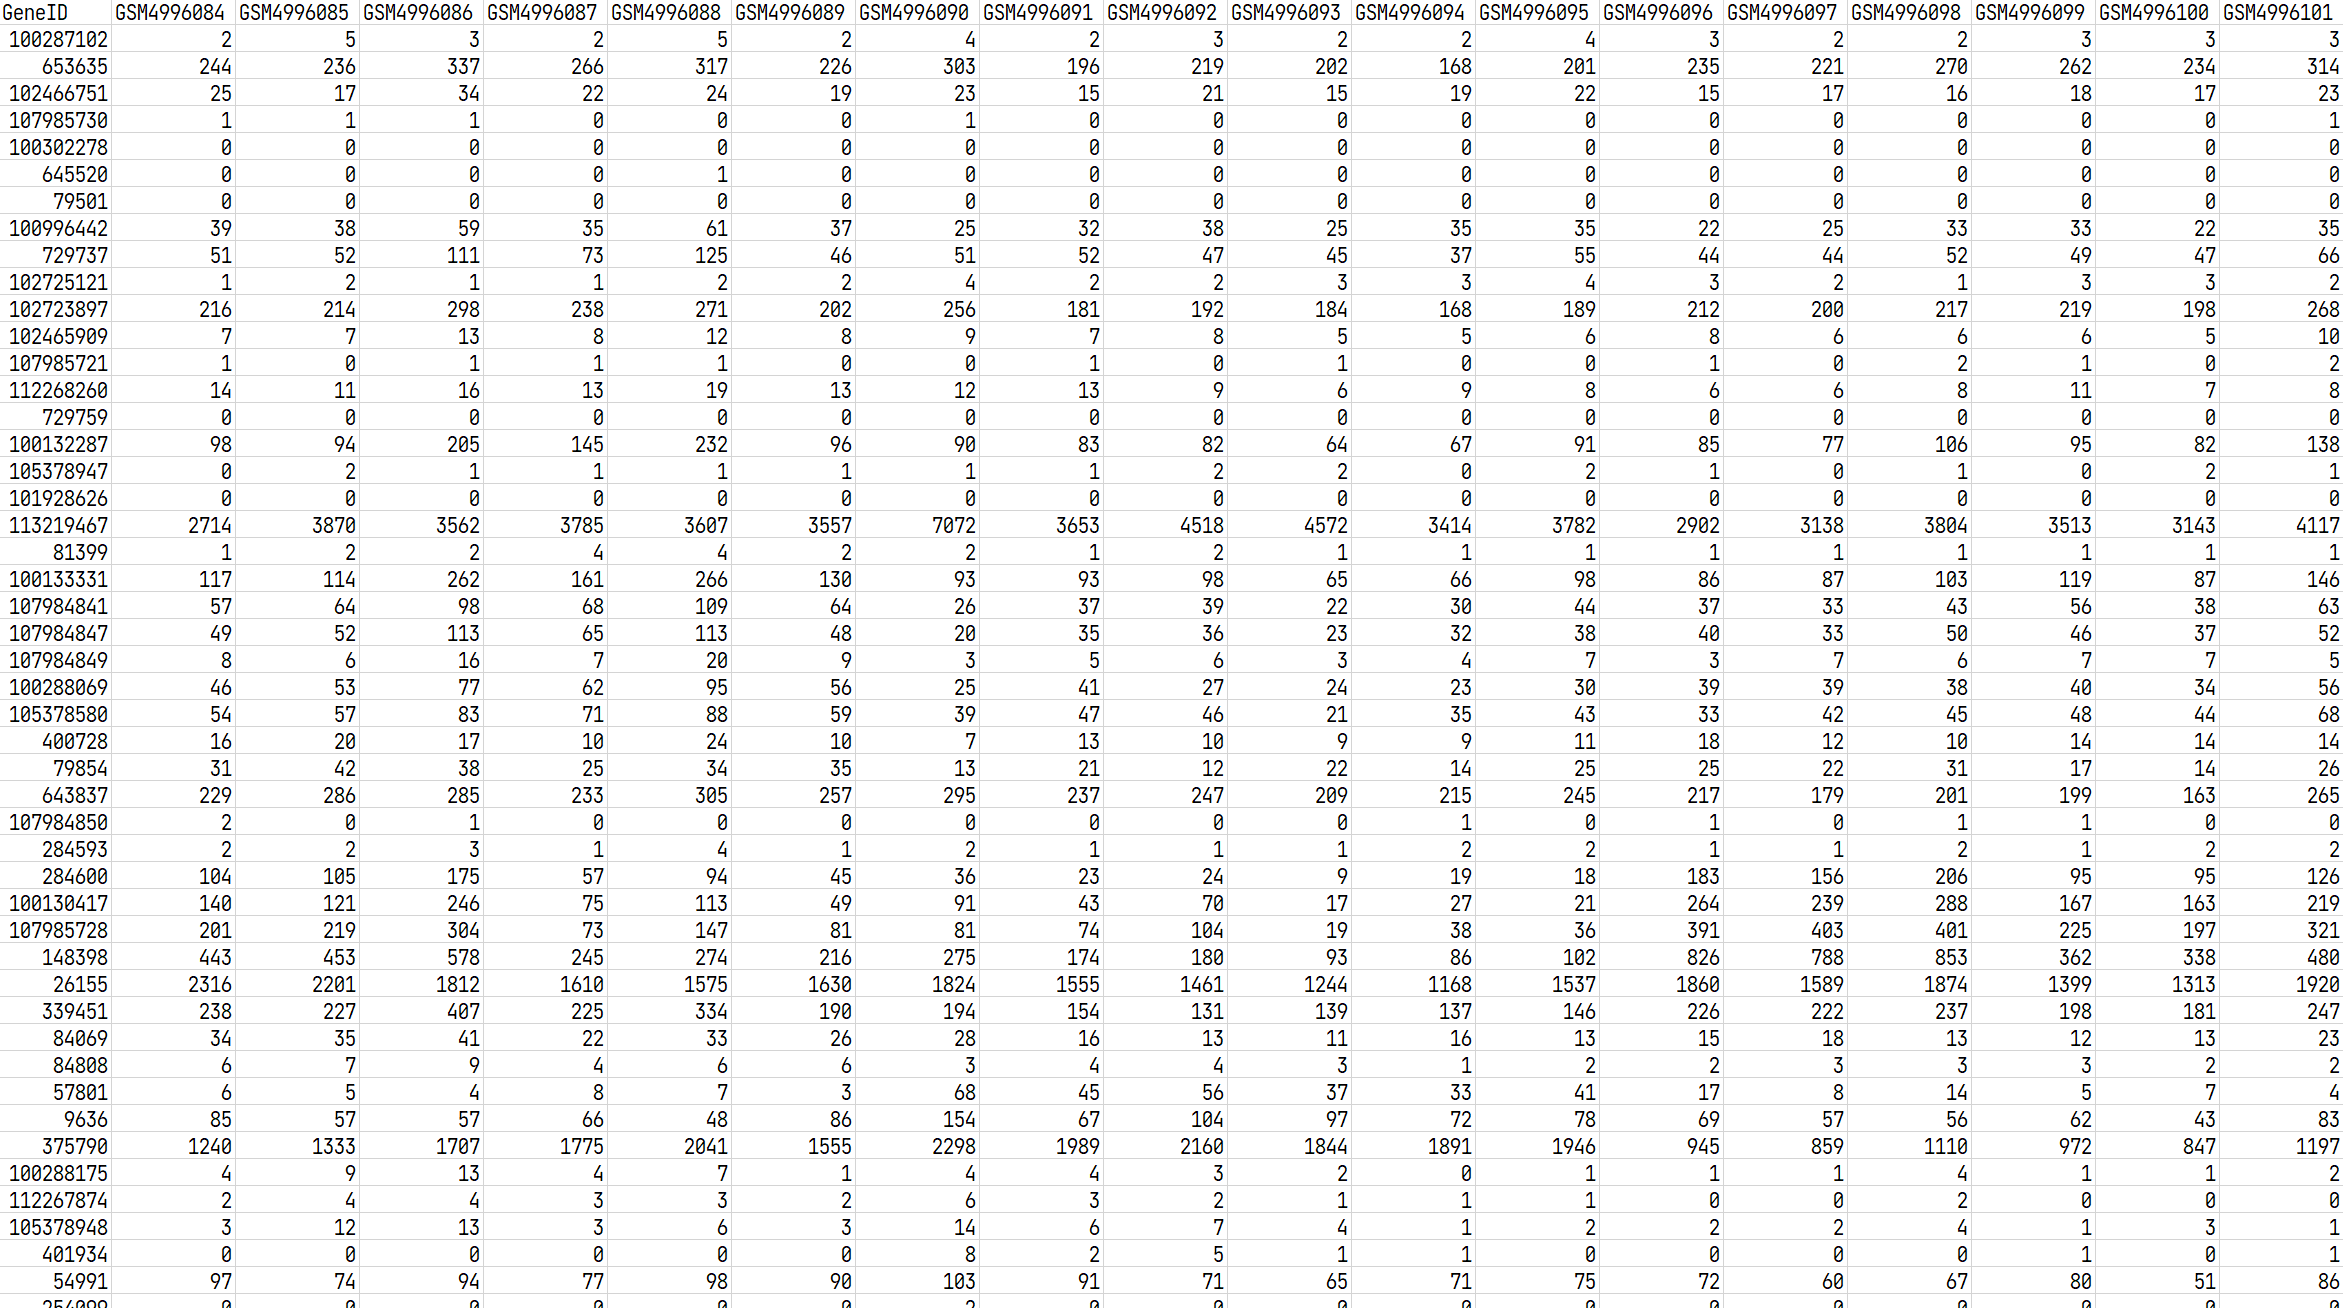 GeneID GSM4996084 GSM4996085 GSM4996086 GSM4996087 GSM4996088 GSM4996089 GSM4996090 GSM4996091 GSM4996092 GSM4996093 GSM4996094 GSM4996095 GSM4996096 GSM4996097 GSM4996098 GSM4996099 GSM4996100 GSM4996101
100287102 2 5 3 2 5 2 4 2 3 2 2 4 3 2 2 3 3 3
653635 244 236 337 266 317 226 303 196 219 202 168 201 235 221 270 262 234 314
102466751 25 17 34 22 24 19 23 15 21 15 19 22 15 17 16 18 17 23
107985730 1 1 1 0 0 0 1 0 0 0 0 0 0 0 0 0 0 1
100302278 0 0 0 0 0 0 0 0 0 0 0 0 0 0 0 0 0 0
645520 0 0 0 0 1 0 0 0 0 0 0 0 0 0 0 0 0 0
79501 0 0 0 0 0 0 0 0 0 0 0 0 0 0 0 0 0 0
100996442 39 38 59 35 61 37 25 32 38 25 35 35 22 25 33 33 22 35
729737 51 52 111 73 125 46 51 52 47 45 37 55 44 44 52 49 47 66
102725121 1 2 1 1 2 2 4 2 2 3 3 4 3 2 1 3 3 2
102723897 216 214 298 238 271 202 256 181 192 184 168 189 212 200 217 219 198 268
102465909 7 7 13 8 12 8 9 7 8 5 5 6 8 6 6 6 5 10
107985721 1 0 1 1 1 0 0 1 0 1 0 0 1 0 2 1 0 2
112268260 14 11 16 13 19 13 12 13 9 6 9 8 6 6 8 11 7 8
729759 0 0 0 0 0 0 0 0 0 0 0 0 0 0 0 0 0 0
100132287 98 94 205 145 232 96 90 83 82 64 67 91 85 77 106 95 82 138
105378947 0 2 1 1 1 1 1 1 2 2 0 2 1 0 1 0 2 1
101928626 0 0 0 0 0 0 0 0 0 0 0 0 0 0 0 0 0 0
113219467 2714 3870 3562 3785 3607 3557 7072 3653 4518 4572 3414 3782 2902 3138 3804 3513 3143 4117
81399 1 2 2 4 4 2 2 1 2 1 1 1 1 1 1 1 1 1
100133331 117 114 262 161 266 130 93 93 98 65 66 98 86 87 103 119 87 146
107984841 57 64 98 68 109 64 26 37 39 22 30 44 37 33 43 56 38 63
107984847 49 52 113 65 113 48 20 35 36 23 32 38 40 33 50 46 37 52
107984849 8 6 16 7 20 9 3 5 6 3 4 7 3 7 6 7 7 5
100288069 46 53 77 62 95 56 25 41 27 24 23 30 39 39 38 40 34 56
105378580 54 57 83 71 88 59 39 47 46 21 35 43 33 42 45 48 44 68
400728 16 20 17 10 24 10 7 13 10 9 9 11 18 12 10 14 14 14
79854 31 42 38 25 34 35 13 21 12 22 14 25 25 22 31 17 14 26
643837 229 286 285 233 305 257 295 237 247 209 215 245 217 179 201 199 163 265
107984850 2 0 1 0 0 0 0 0 0 0 1 0 1 0 1 1 0 0
284593 2 2 3 1 4 1 2 1 1 1 2 2 1 1 2 1 2 2
284600 104 105 175 57 94 45 36 23 24 9 19 18 183 156 206 95 95 126
100130417 140 121 246 75 113 49 91 43 70 17 27 21 264 239 288 167 163 219
107985728 201 219 304 73 147 81 81 74 104 19 38 36 391 403 401 225 197 321
148398 443 453 578 245 274 216 275 174 180 93 86 102 826 788 853 362 338 480
26155 2316 2201 1812 1610 1575 1630 1824 1555 1461 1244 1168 1537 1860 1589 1874 1399 1313 1920
339451 238 227 407 225 334 190 194 154 131 139 137 146 226 222 237 198 181 247
84069 34 35 41 22 33 26 28 16 13 11 16 13 15 18 13 12 13 23
84808 6 7 9 4 6 6 3 4 4 3 1 2 2 3 3 3 2 2
57801 6 5 4 8 7 3 68 45 56 37 33 41 17 8 14 5 7 4
9636 85 57 57 66 48 86 154 67 104 97 72 78 69 57 56 62 43 83
375790 1240 1333 1707 1775 2041 1555 2298 1989 2160 1844 1891 1946 945 859 1110 972 847 1197
100288175 4 9 13 4 7 1 4 4 3 2 0 1 1 1 4 1 1 2
112267874 2 4 4 3 3 2 6 3 2 1 1 1 0 0 2 0 0 0
105378948 3 12 13 3 6 3 14 6 7 4 1 2 2 2 4 1 3 1
401934 0 0 0 0 0 0 8 2 5 1 1 0 0 0 0 1 0 1
54991 97 74 94 77 98 90 103 91 71 65 71 75 72 60 67 80 51 86